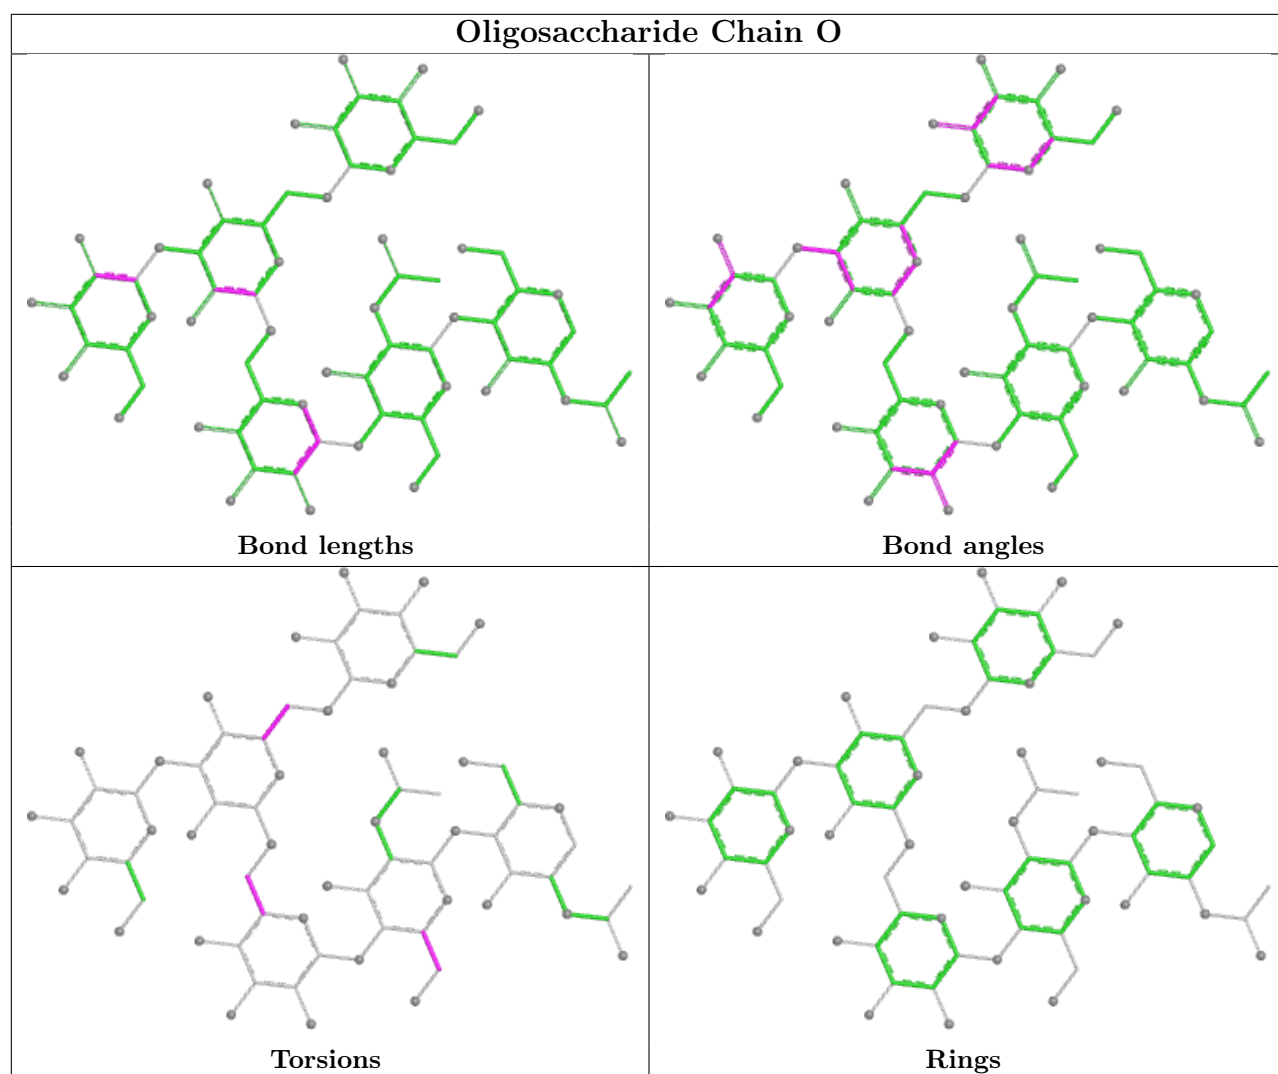 Oligosaccharide Chain O
Bond lengths
Bond angles
Torsions
Rings